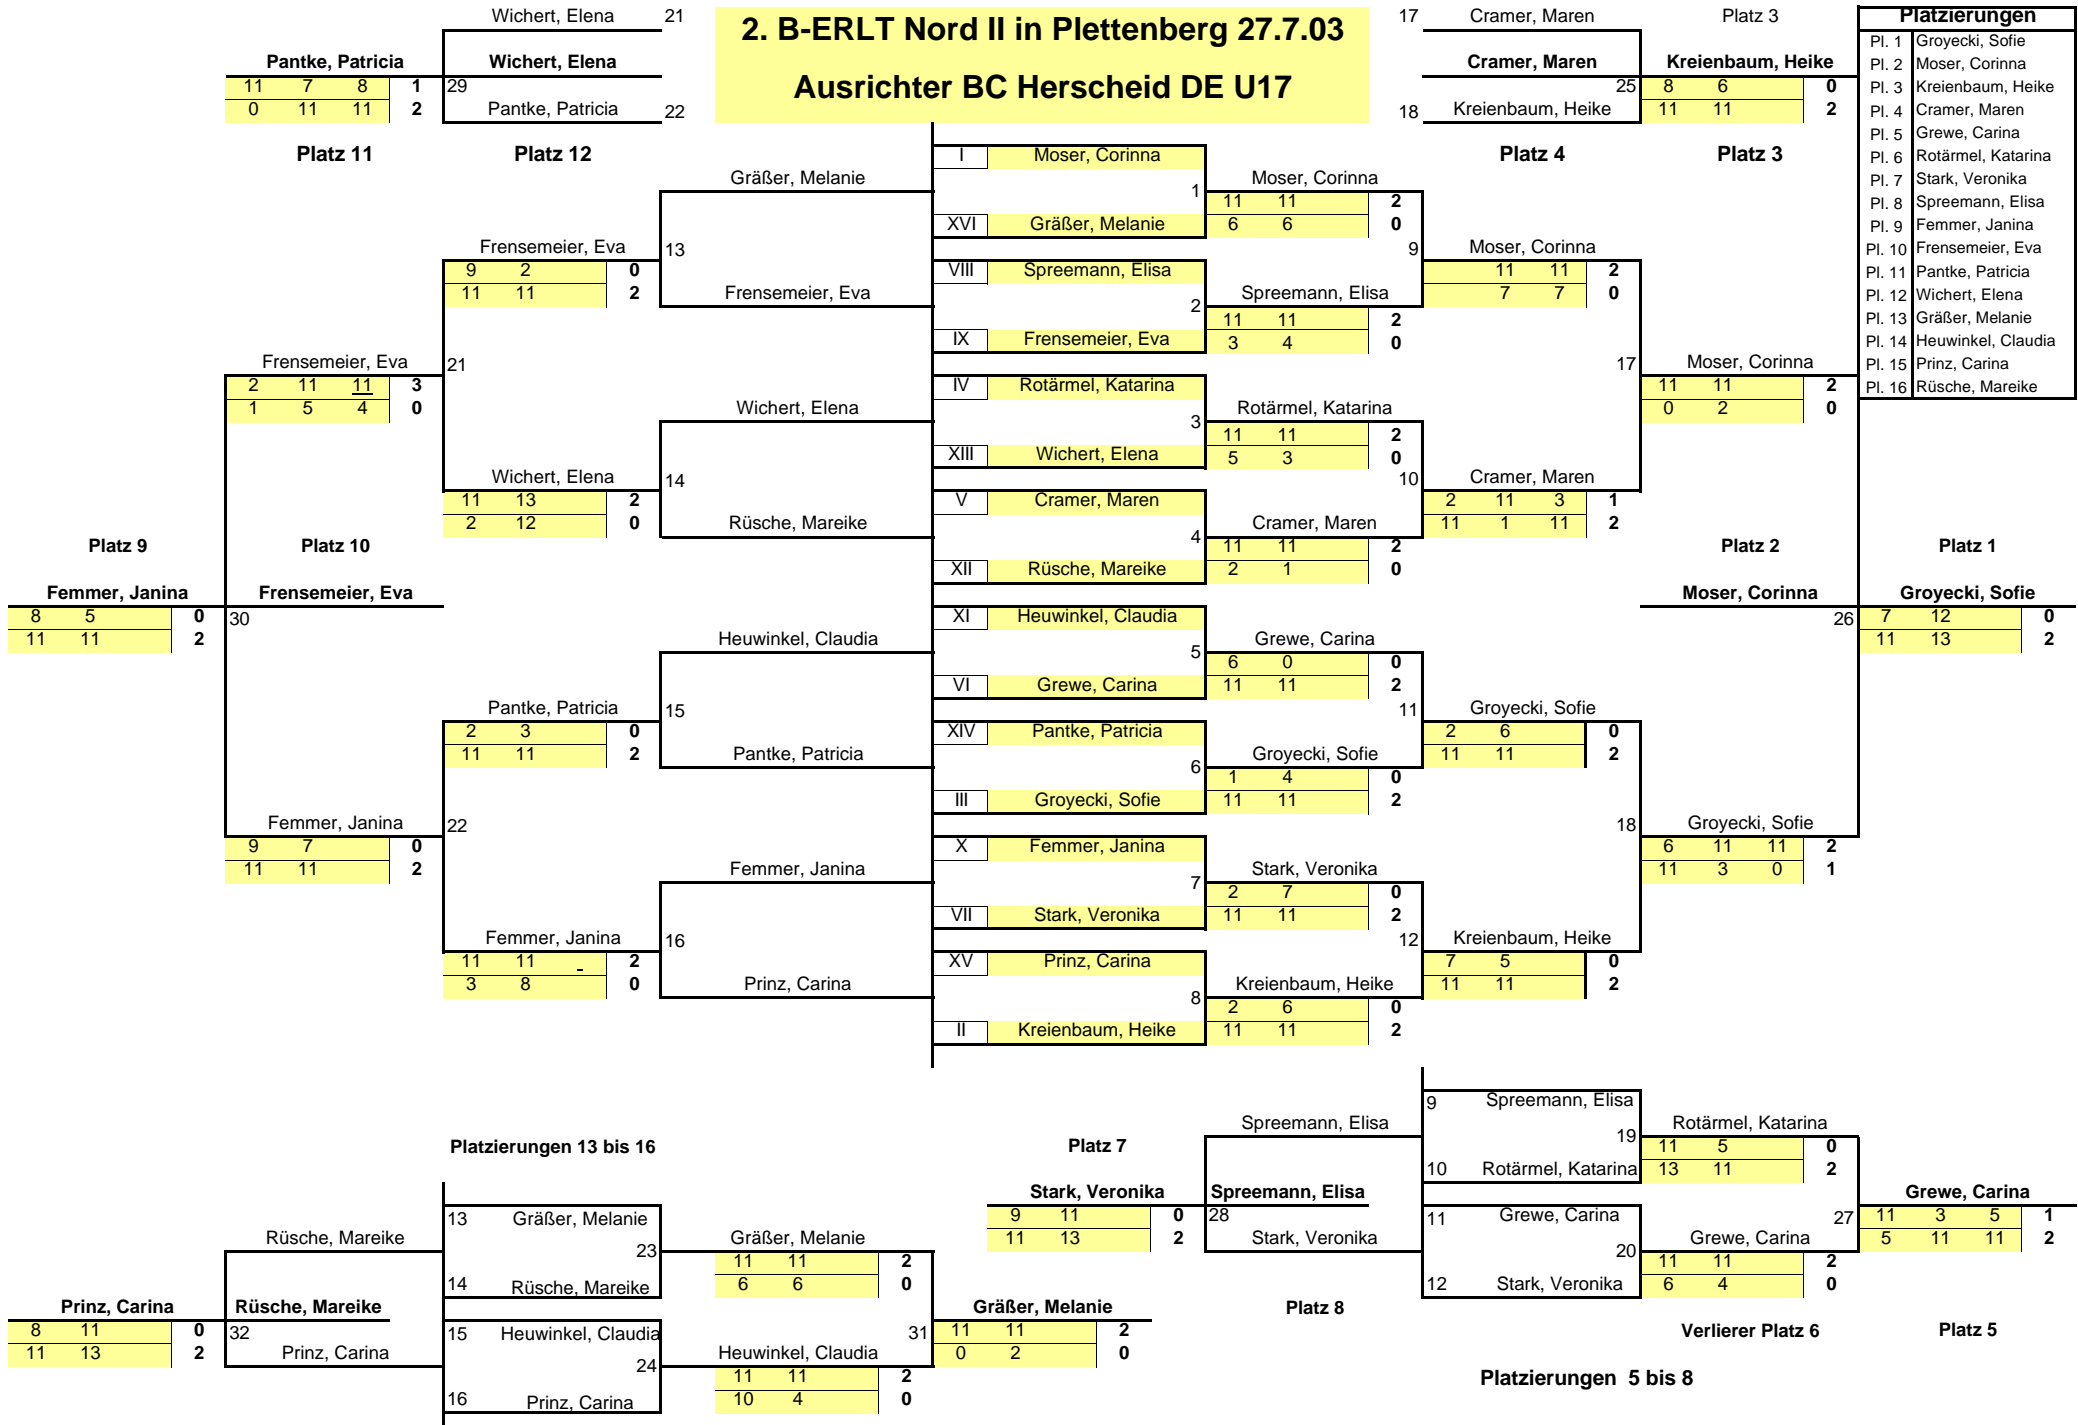 Wichert, Elena 21 2. B-ERLT Nord II in Plettenberg 27.7.03 17 Cramer, Maren Platz 3 Platzierungen
Pl. 1 Groyecki, Sofie
Pantke, Patricia Wichert, Elena Cramer, Maren Kreienbaum, Heike Pl. 2 Moser, Corinna
11 7 8 1 29 Ausrichter BC Herscheid DE U17 25 8 6 0 Pl. 3 Kreienbaum, Heike
0 11 11 2 Pantke, Patricia 22 18 Kreienbaum, Heike 11 11 2 Pl. 4 Cramer, Maren
Pl. 5 Grewe, Carina
Platz 11 Platz 12 I Moser, Corinna Platz 4 Platz 3 Pl. 6 Rotärmel, Katarina
Gräßer, Melanie 1 Moser, Corinna Pl. 7 Stark, Veronika
11 11 2 Pl. 8 Spreemann, Elisa
XVI Gräßer, Melanie 6 6 0 Pl. 9 Femmer, Janina
Frensemeier, Eva 13 9 Moser, Corinna Pl. 10 Frensemeier, Eva
9 2 0 VIII Spreemann, Elisa 11 11 2 Pl. 11 Pantke, Patricia
11 11 2 Frensemeier, Eva 2 Spreemann, Elisa 7 7 0 Pl. 12 Wichert, Elena
11 11 2 Pl. 13 Gräßer, Melanie
IX Frensemeier, Eva 3 4 0 Pl. 14 Heuwinkel, Claudia
Frensemeier, Eva 21 17 Moser, Corinna Pl. 15 Prinz, Carina
2 11 11 3 IV Rotärmel, Katarina 11 11 2 Pl. 16 Rüsche, Mareike
1 5 4 0 Wichert, Elena 3 Rotärmel, Katarina 0 2 0
11 11 2
XIII Wichert, Elena 5 3 0
Wichert, Elena 14 10 Cramer, Maren
11 13 2 V Cramer, Maren 2 11 3 1
2 12 0 Rüsche, Mareike 4 Cramer, Maren 11 1 11 2
Platz 9 Platz 10 11 11 2 Platz 2 Platz 1
XII Rüsche, Mareike 2 1 0
Femmer, Janina Frensemeier, Eva Moser, Corinna Groyecki, Sofie
8 5 0 30 XI Heuwinkel, Claudia 26 7 12 0
11 11 2 Heuwinkel, Claudia 5 Grewe, Carina 11 13 2
6 0 0
VI Grewe, Carina 11 11 2
Pantke, Patricia 15 11 Groyecki, Sofie
2 3 0 XIV Pantke, Patricia 2 6 0
11 11 2 Pantke, Patricia 6 Groyecki, Sofie 11 11 2
1 4 0
III Groyecki, Sofie 11 11 2
Femmer, Janina 22 18 Groyecki, Sofie
9 7 0 X Femmer, Janina 6 11 11 2
11 11 2 Femmer, Janina 7 Stark, Veronika 11 3 0 1
2 7 0
VII Stark, Veronika 11 11 2
Femmer, Janina 16 12 Kreienbaum, Heike
11 11 - 2 XV Prinz, Carina 7 5 0
3 8 0 Prinz, Carina 8 Kreienbaum, Heike 11 11 2
2 6 0
II Kreienbaum, Heike 11 11 2
9 Spreemann, Elisa
Spreemann, Elisa 19 Rotärmel, Katarina
Platzierungen 13 bis 16 Platz 7 11 5 0
10 Rotärmel, Katarina 13 11 2
Stark, Veronika Spreemann, Elisa Grewe, Carina
13 Gräßer, Melanie 9 11 0 28 11 Grewe, Carina 27 11 3 5 1
Rüsche, Mareike 23 Gräßer, Melanie 11 13 2 Stark, Veronika 20 Grewe, Carina 5 11 11 2
11 11 2 11 11 2
14 Rüsche, Mareike 6 6 0 12 Stark, Veronika 6 4 0
Prinz, Carina Rüsche, Mareike Gräßer, Melanie Platz 8
8 11 0 32 15 Heuwinkel, Claudia 31 11 11 2 Verlierer Platz 6 Platz 5
11 13 2 Prinz, Carina 24 Heuwinkel, Claudia 0 2 0
11 11 2 Platzierungen 5 bis 8
16 Prinz, Carina 10 4 0